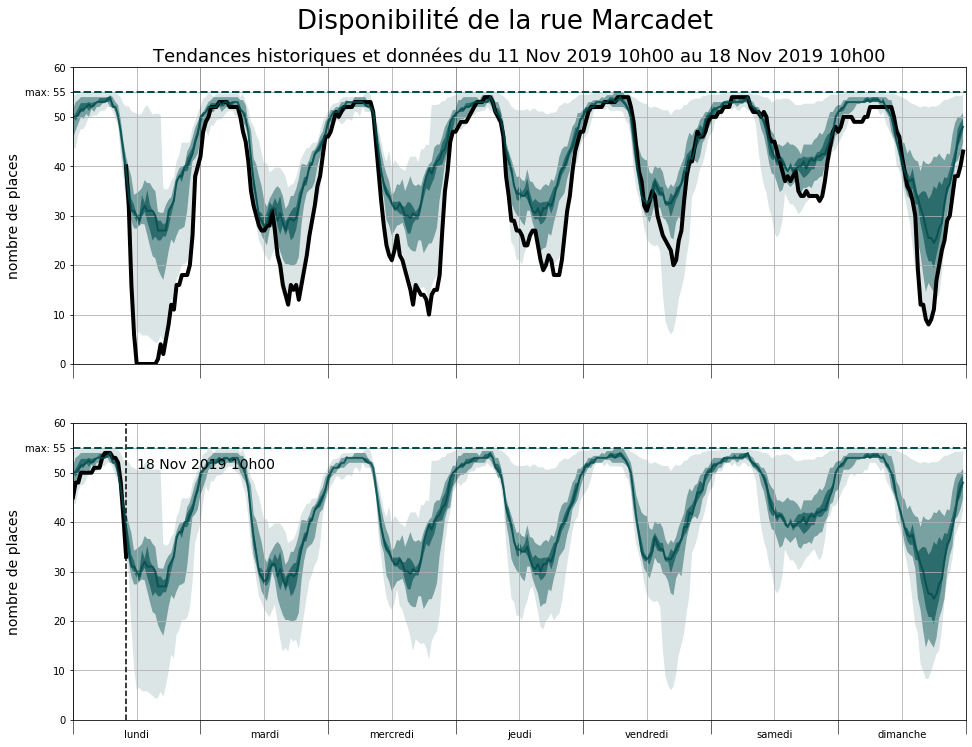 Disponibilité de la rue Marcadet
Tendances historiques et données du 11 Nov 2019 10h00 au 18 Nov 2019 10h00
60
max: 55
50
40
30
20
10
0
nombre de places
60
max: 55
50
40
30
20
10
0
nombre de places
18 Nov 2019 10h00
lundi mardi mercredi jeudi vendredi samedi dimanche